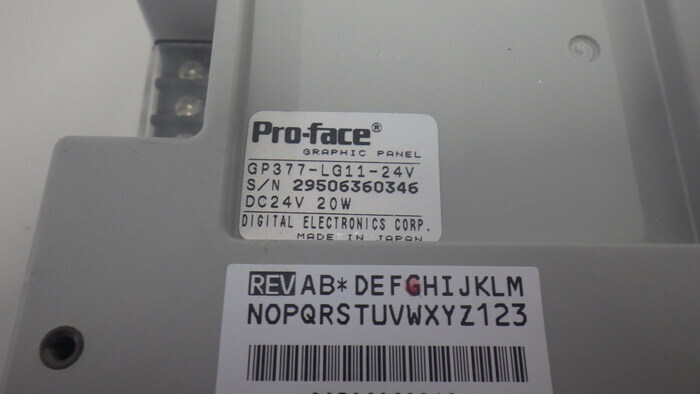 Pro-face®
GRAPHIC PANEL
GP377-LG11-24V
S/N 29506360346
DC24V 20W
DIGITAL ELECTRONICS CORP.
MADE IN JAPAN
REV AB*DEFGHIJKLM
NOPQRSTUVWXYZ123